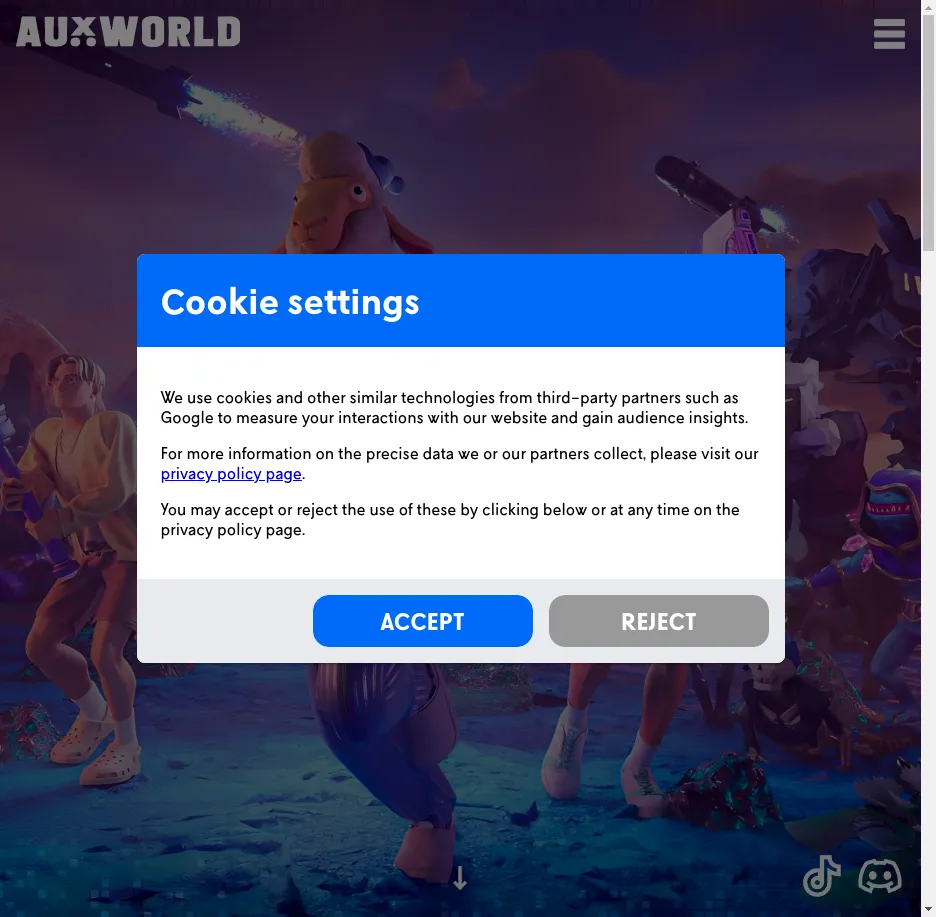 AUXWORLD
Cookie settings
We use cookies and other similar technologies from third-party partners such as
Google to measure your interactions with our website and gain audience insights.
For more information on the precise data we or our partners collect, please visit our
privacy policy page.
You may accept or reject the use of these by clicking below or at any time on the
privacy policy page.
ACCEPT
REJECT